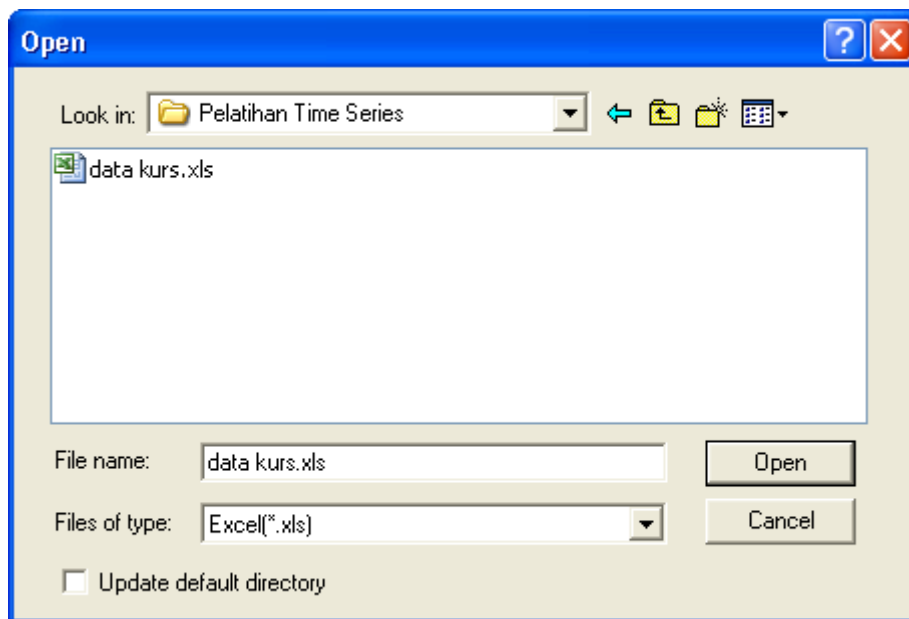 Open
Look in: Pelatihan Time Series
data kurs.xls
File name: data kurs.xls Open
Files of type: Excel(*.xls) Cancel
Update default directory